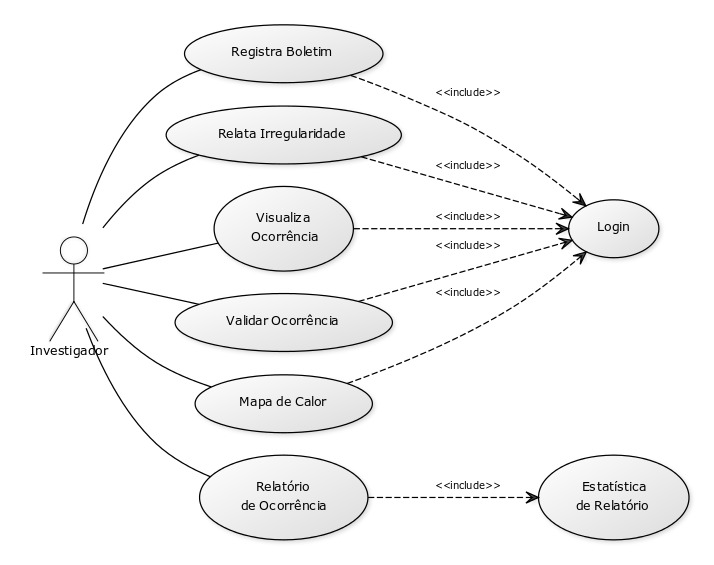 Registra Boletim
<<include>>
Relata Irregularidade
<<include>>
Visualiza
Ocorrência
<<include>>
Login
<<include>>
Validar Ocorrência
<<include>>
Investigador
Mapa de Calor
Relatório
de Ocorrência
<<include>>
Estatística
de Relatório